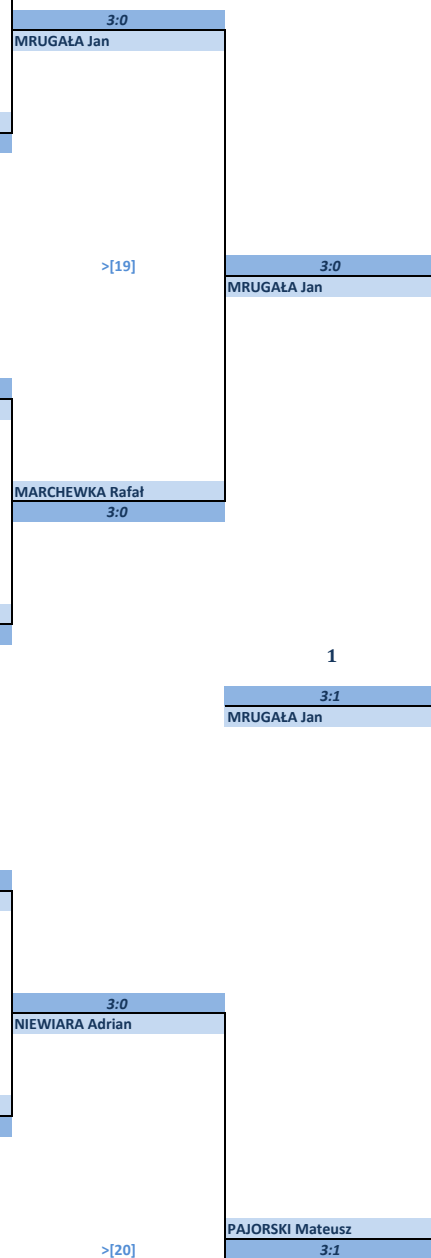 3:0
MRUGAŁA Jan
>[19]
3:0
MRUGAŁA Jan
MARCHEWKA Rafał
3:0
1
3:1
MRUGAŁA Jan
3:0
NIEWIARA Adrian
PAJORSKI Mateusz
>[20]
3:1